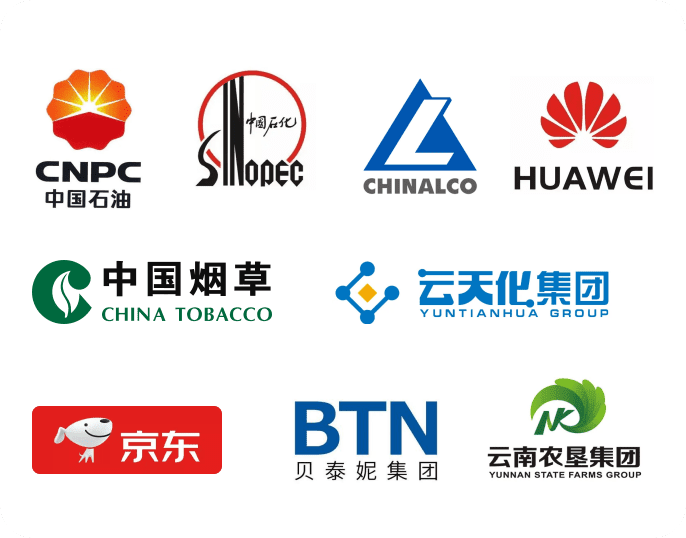 CNPC
中国石油
中國石化
SINOPEC
CHINALCO
HUAWEI
中国烟草
CHINA TOBACCO
云天化集团
YUNTIANHUA GROUP
京东
BTN
贝泰妮集团
NK
云南农垦集团
YUNNAN STATE FARMS GROUP